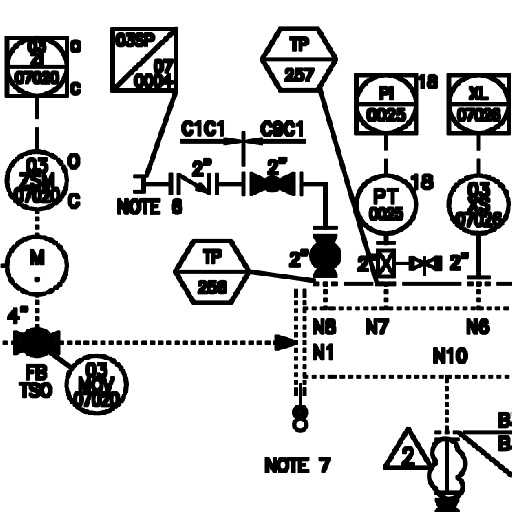 03
ZI
07020
O
C
03SP
07
0004
TP
257
PI
0025
18
XL
07026
C1C1
C9C1
03
ZSM
07020
O
C
2"
2"
NOTE 6
PT
0025
18
03
XS
07026
M
TP
256
2"
2"
2"
4"
N8
N7
N6
N1
N10
FB
TSO
03
MOV
07020
NOTE 7
2
B
B